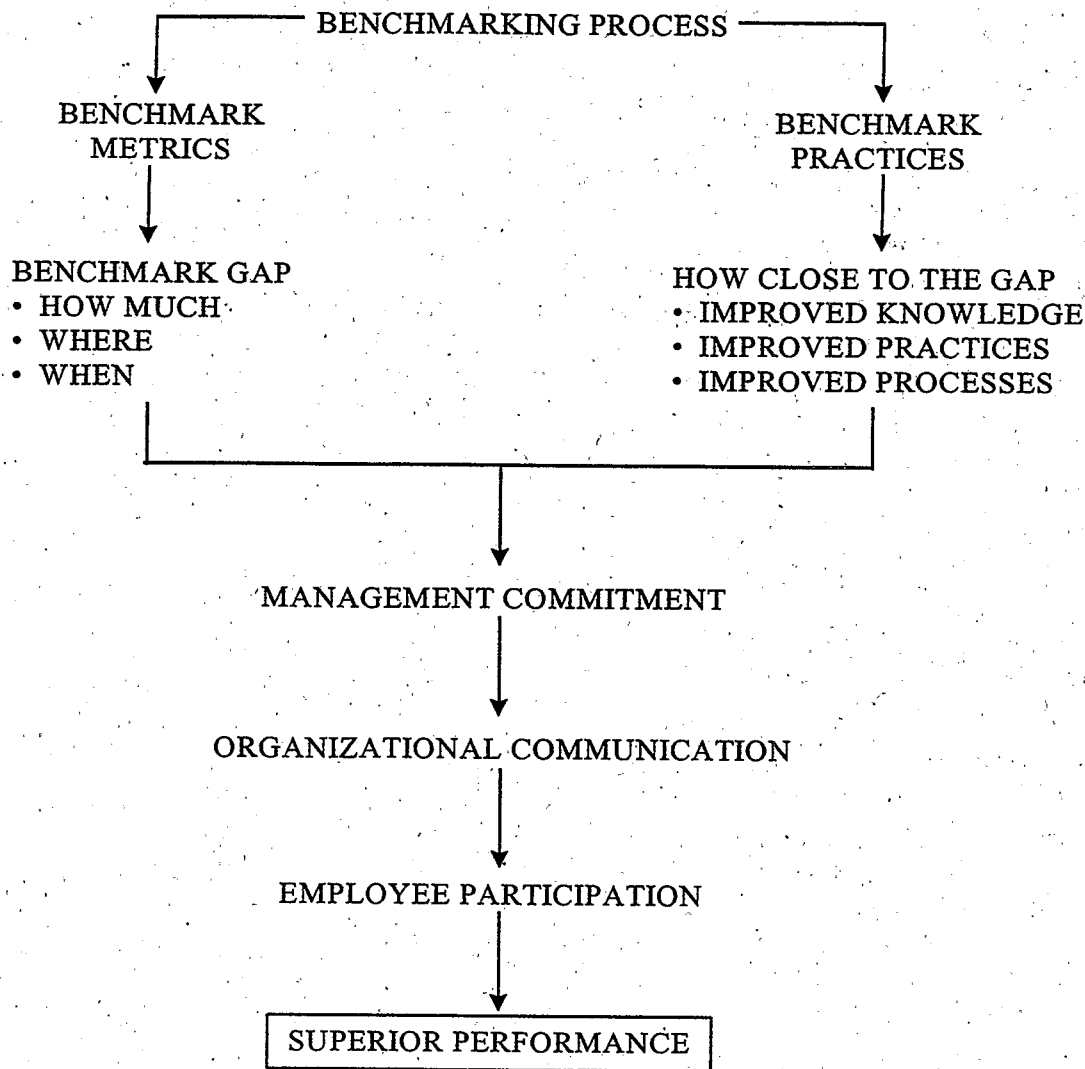 BENCHMARKING PROCESS
BENCHMARK
METRICS
BENCHMARK
PRACTICES
BENCHMARK GAP
• HOW MUCH
• WHERE
• WHEN
HOW CLOSE TO THE GAP
• IMPROVED KNOWLEDGE
• IMPROVED PRACTICES
• IMPROVED PROCESSES
MANAGEMENT COMMITMENT
ORGANIZATIONAL COMMUNICATION
EMPLOYEE PARTICIPATION
SUPERIOR PERFORMANCE